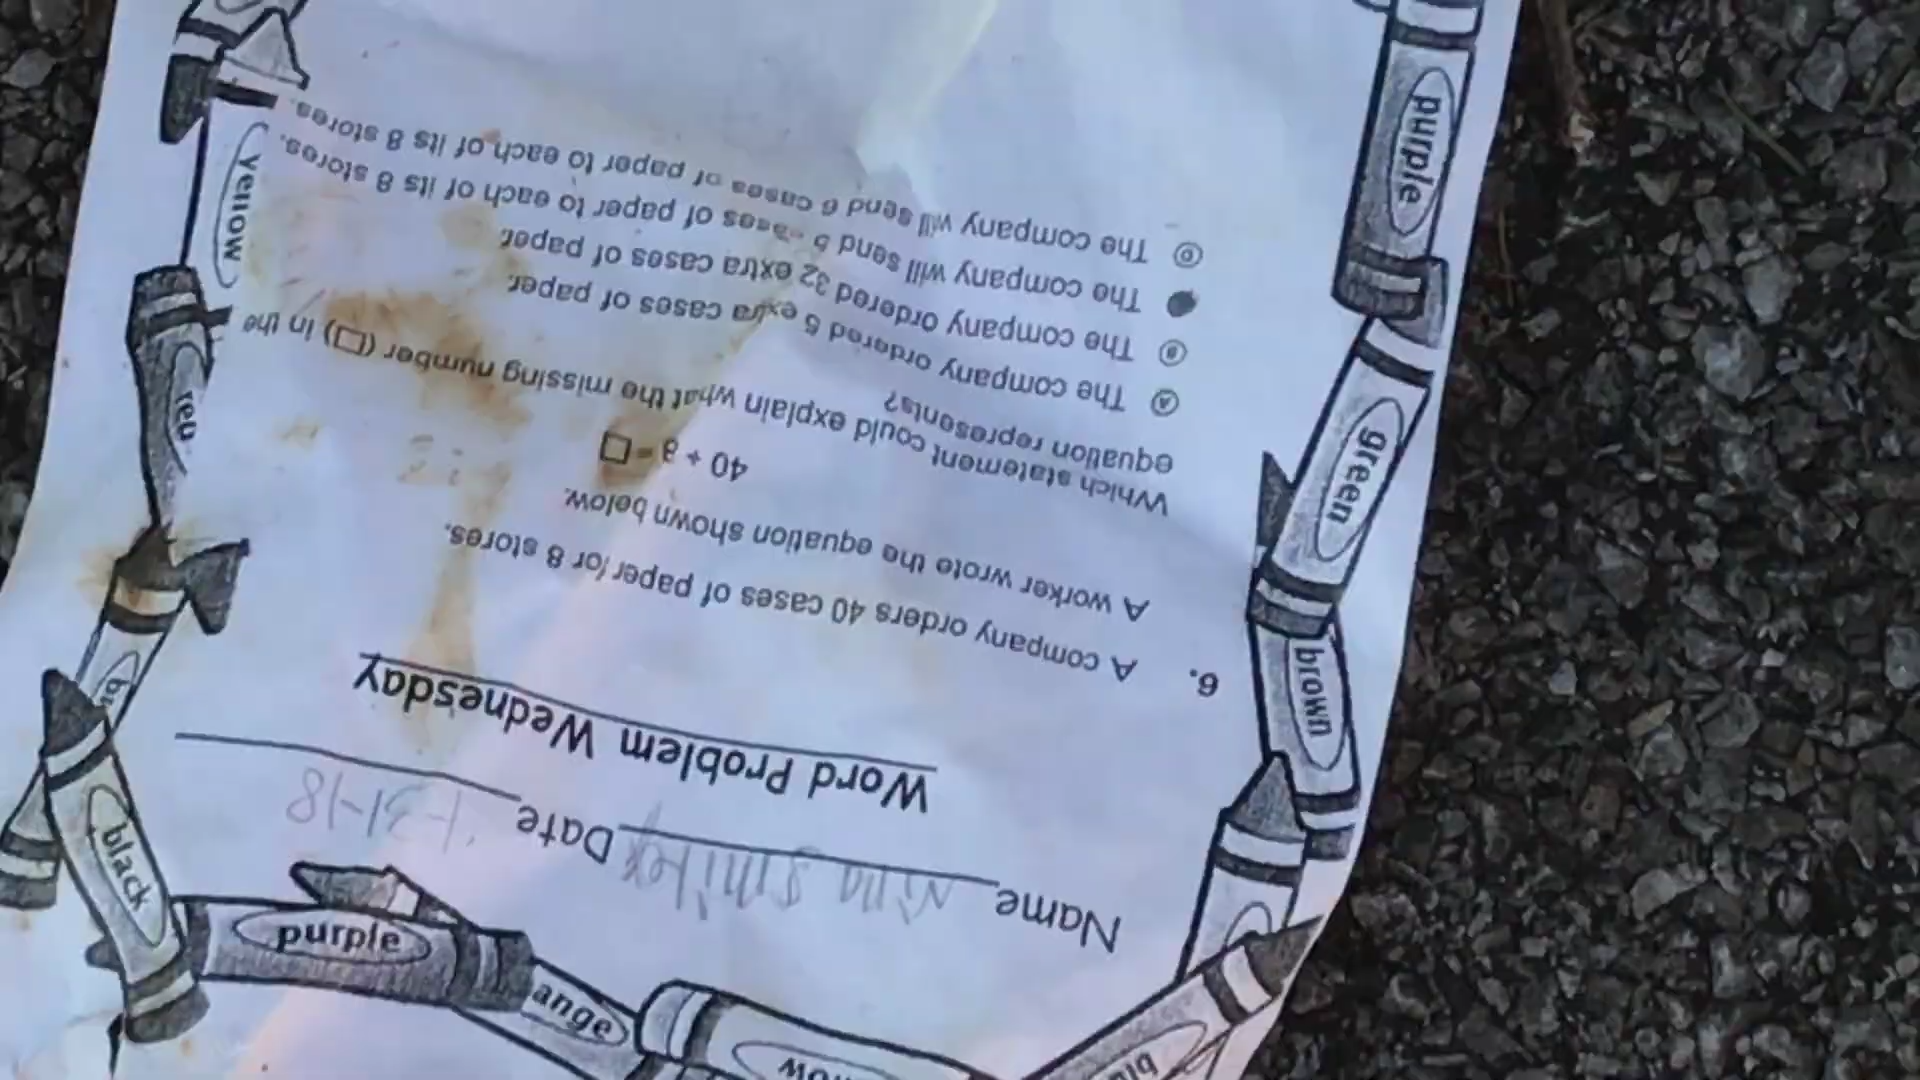 Name nina smiley Date 1-31-18
Word Problem Wednesday
6. A company orders 40 cases of paper for 8 stores.
A worker wrote the equation shown below.
40 ÷ 8 = □
Which statement could explain what the missing number (□) in the
equation represents?
A The company ordered 5 extra cases of paper.
B The company ordered 32 extra cases of paper.
The company will send 5 cases of paper to each of its 8 stores.
D The company will send 6 cases of paper to each of its 8 stores.
purple
green
brown
yellow
red
black
purple
ange